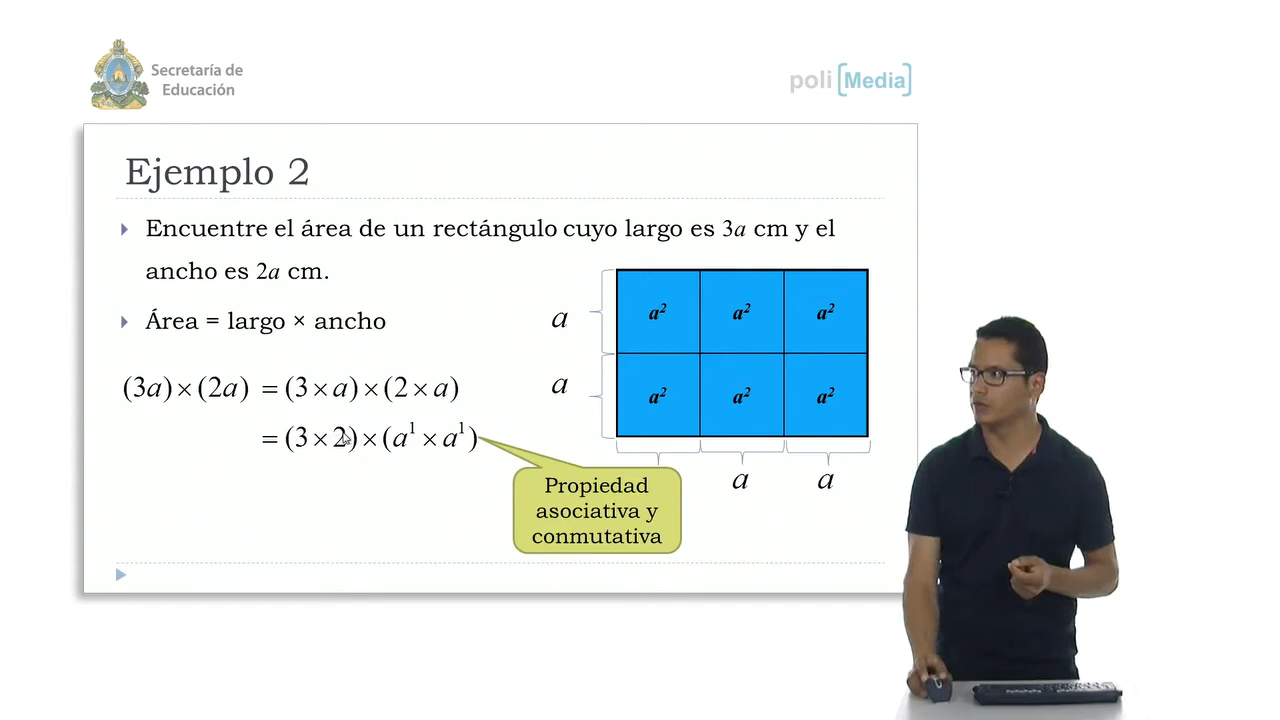 Secretaría de
Educación
poli [Media]
Ejemplo 2
Encuentre el área de un rectángulo cuyo largo es 3a cm y el
ancho es 2a cm.
Área = largo × ancho
(3a)×(2a) = (3×a)×(2×a)
= (3×2)×(a¹×a¹)
Propiedad
asociativa y
conmutativa
a
a² a² a²
a
a² a² a²
a a